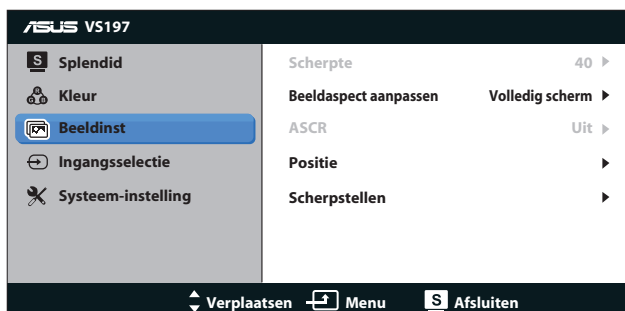 ASUS VS197
S Splendid
Kleur
Beeldinst
Ingangsselectie
Systeem-instelling
Scherpte 40
Beeldaspect aanpassen Volledig scherm
ASCR Uit
Positie
Scherpstellen
Verplaatsen Menu S Afsluiten